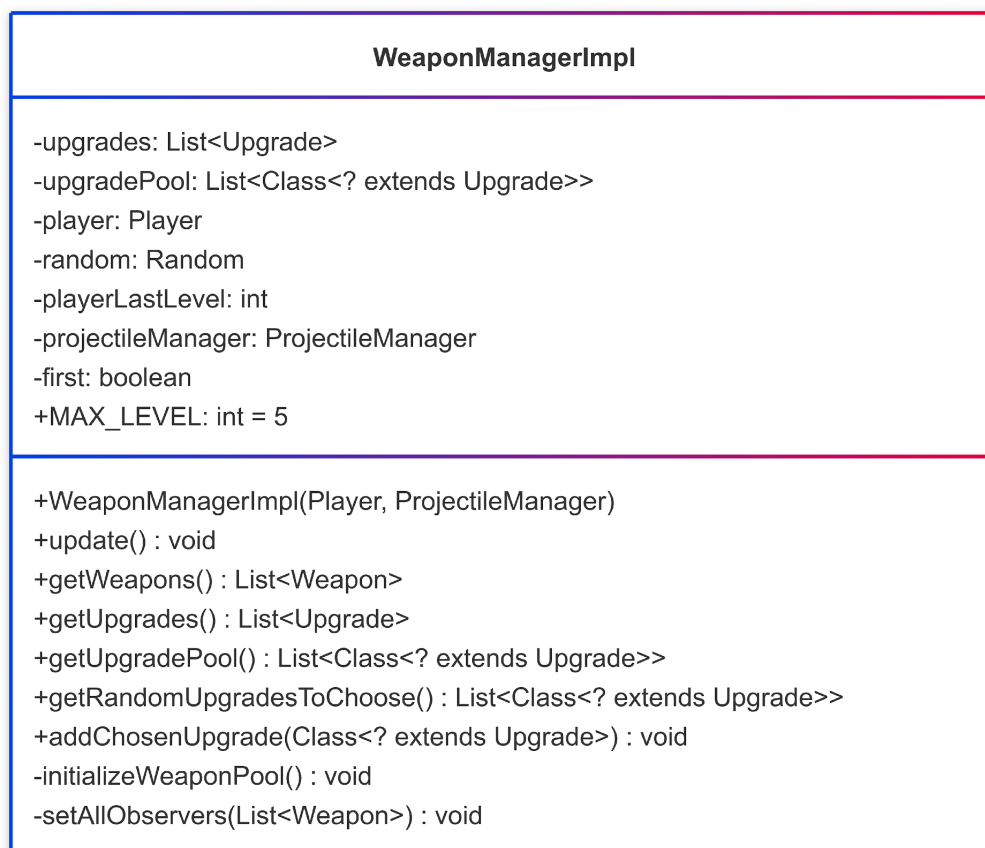 WeaponManagerImpl
-upgrades: List<Upgrade>
-upgradePool: List<Class<? extends Upgrade>>
-player: Player
-random: Random
-playerLastLevel: int
-projectileManager: ProjectileManager
-first: boolean
+MAX_LEVEL: int = 5
+WeaponManagerImpl(Player, ProjectileManager)
+update() : void
+getWeapons() : List<Weapon>
+getUpgrades() : List<Upgrade>
+getUpgradePool() : List<Class<? extends Upgrade>>
+getRandomUpgradesToChoose() : List<Class<? extends Upgrade>>
+addChosenUpgrade(Class<? extends Upgrade>) : void
-initializeWeaponPool() : void
-setAllObservers(List<Weapon>) : void